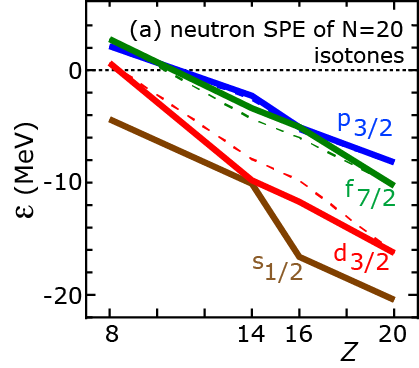 (a) neutron SPE of N=20
isotones
0
-10
-20
ε (MeV)
p3/2
f7/2
d3/2
s1/2
8
14
16
20
Z